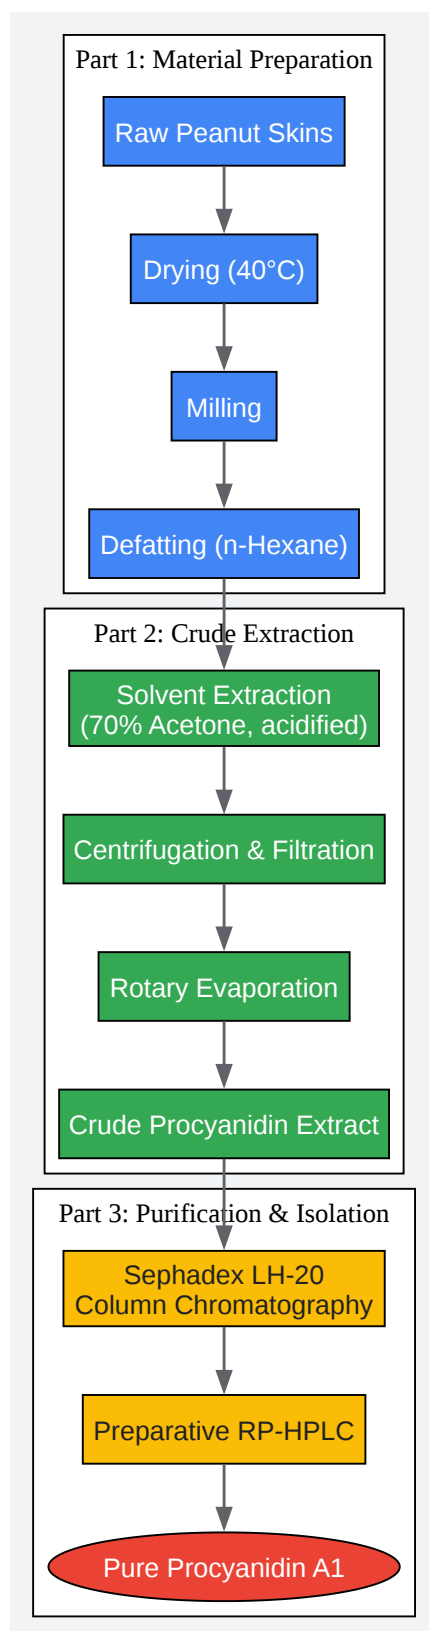 Part 1: Material Preparation
Raw Peanut Skins
Drying (40°C)
Milling
Defatting (n-Hexane)
Part 2: Crude Extraction
Solvent Extraction
(70% Acetone, acidified)
Centrifugation & Filtration
Rotary Evaporation
Crude Procyanidin Extract
Part 3: Purification & Isolation
Sephadex LH-20
Column Chromatography
Preparative RP-HPLC
Pure Procyanidin A1